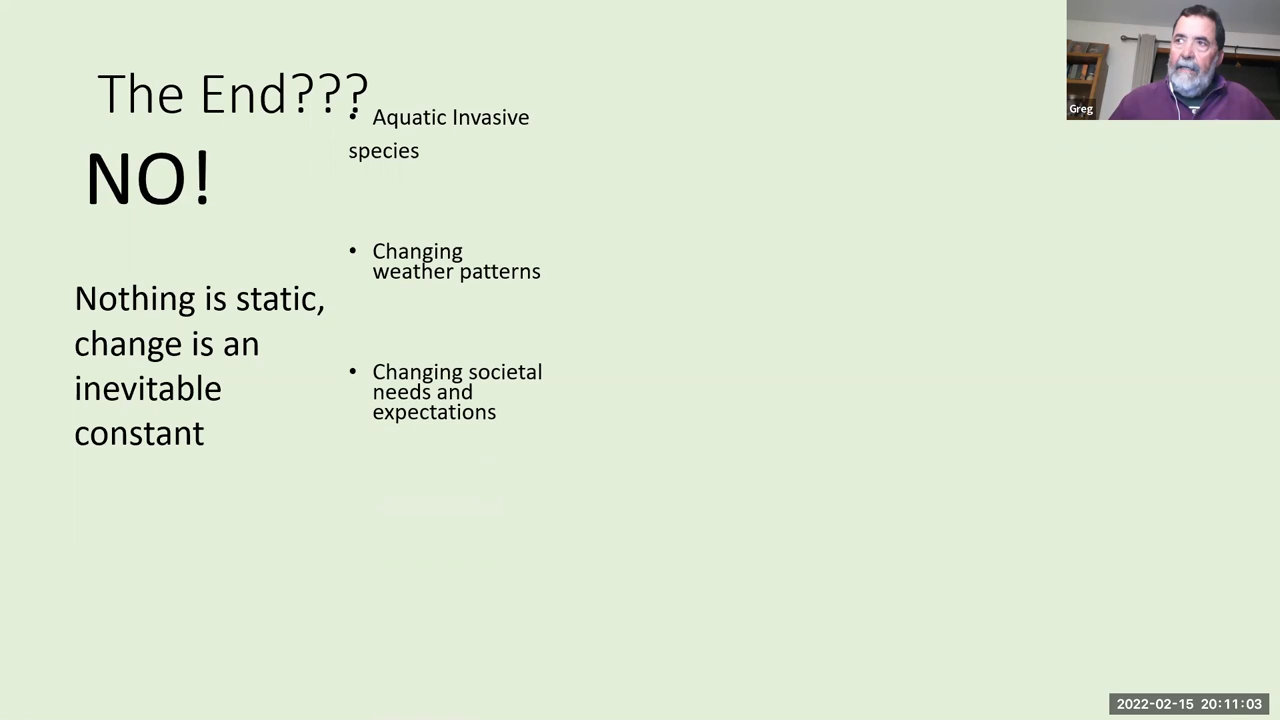 The End???
NO!
Nothing is static,
change is an
inevitable
constant
• Aquatic Invasive
species
• Changing
weather patterns
• Changing societal
needs and
expectations
Greg
2022-02-15 20:11:03